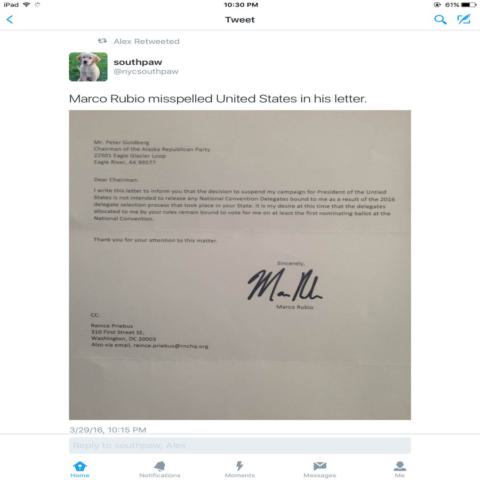 iPad
10:30 PM
61%
Tweet
Alex Retweeted
southpaw
@nycsouthpaw
Marco Rubio misspelled United States in his letter.
Mr. Peter Goldberg
Chairman of the Alaska Republican Party
22301 Eagle Glacier Loop
Eagle River, AK 99577
Dear Chairman:
I write this letter to inform you that the decision to suspend my campaign for President of the Untied
States is not intended to release any National Convention Delegates bound to me as a result of the 2016
delegate selection process that took place in your State. It is my desire at this time that the delegates
allocated to me by your rules remain bound to vote for me on at least the first nominating ballot at the
National Convention.
Thank you for your attention to this matter.
Sincerely,
Marco Rubio
CC:
Reince Priebus
310 First Street SE,
Washington, DC 20003
Also via email, reince.priebus@rnchq.org
3/29/16, 10:15 PM
Reply to southpaw, Alex
Home
Notifications
Moments
Messages
Me